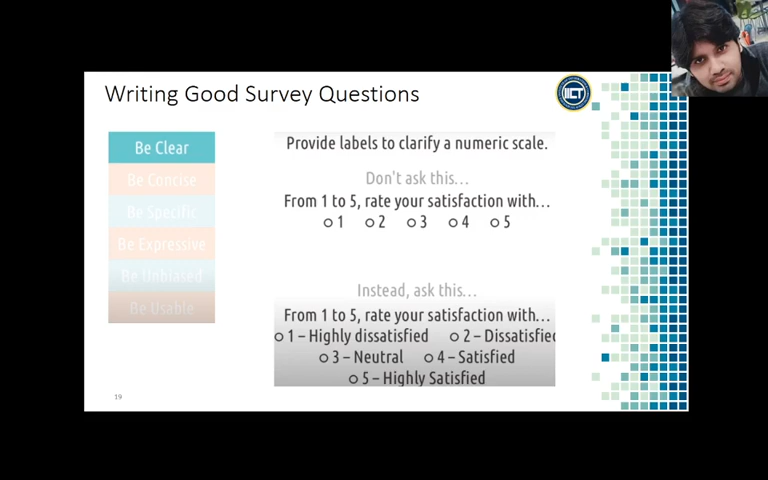 Writing Good Survey Questions
IICT
Be Clear
Be Concise
Be Specific
Be Expressive
Be Unbiased
Be Usable
Provide labels to clarify a numeric scale.
Don't ask this...
From 1 to 5, rate your satisfaction with...
1 2 3 4 5
Instead, ask this...
From 1 to 5, rate your satisfaction with...
1 – Highly dissatisfied 2 – Dissatisfied
3 – Neutral 4 – Satisfied
5 – Highly Satisfied
19